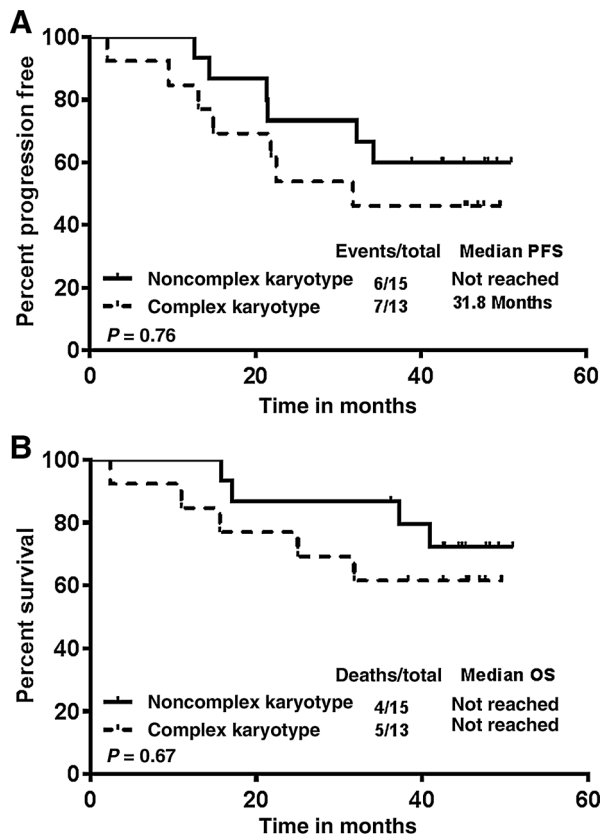 A
Percent progression free
100
80
60
40
20
0
Events/total Median PFS
Noncomplex karyotype 6/15 Not reached
Complex karyotype 7/13 31.8 Months
P = 0.76
0 20 40 60
Time in months
B
Percent survival
100
80
60
40
20
0
Deaths/total Median OS
Noncomplex karyotype 4/15 Not reached
Complex karyotype 5/13 Not reached
P = 0.67
0 20 40 60
Time in months